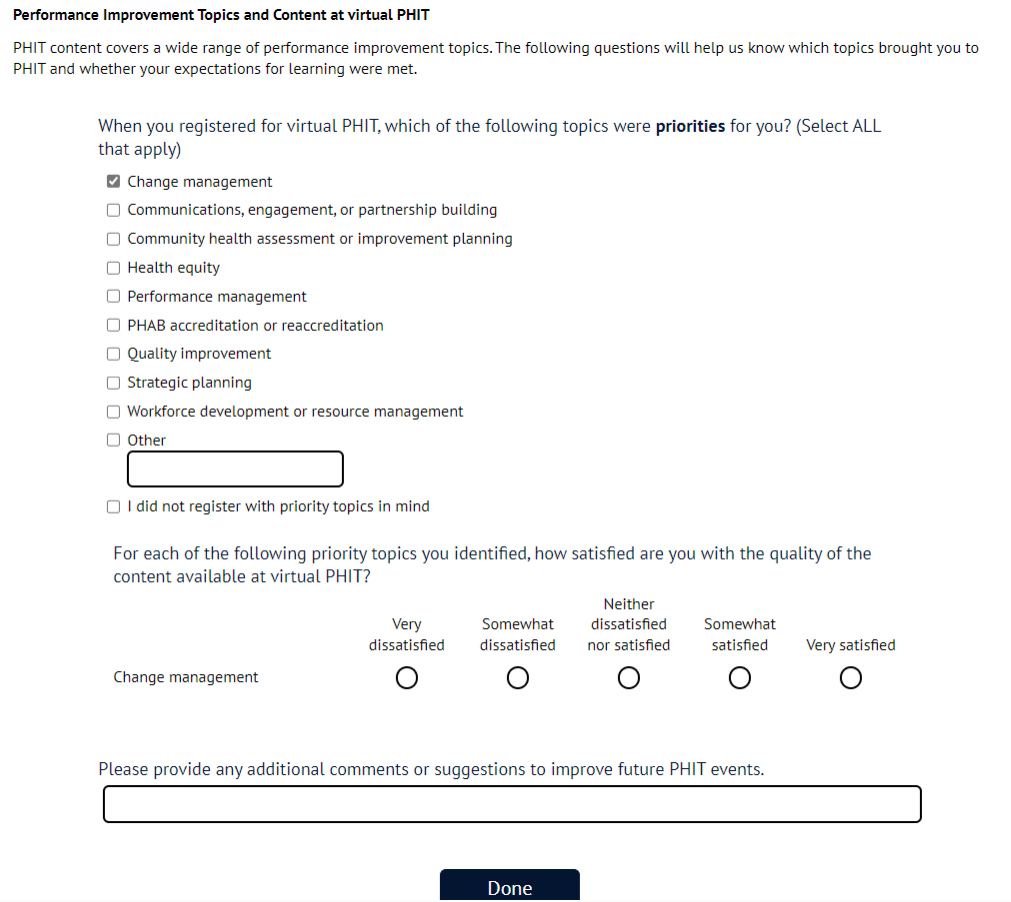 Performance Improvement Topics and Content at virtual PHIT
PHIT content covers a wide range of performance improvement topics. The following questions will help us know which topics brought you to
PHIT and whether your expectations for learning were met.
When you registered for virtual PHIT, which of the following topics were priorities for you? (Select ALL
that apply)
Change management
Communications, engagement, or partnership building
Community health assessment or improvement planning
Health equity
Performance management
PHAB accreditation or reaccreditation
Quality improvement
Strategic planning
Workforce development or resource management
Other
I did not register with priority topics in mind
For each of the following priority topics you identified, how satisfied are you with the quality of the
content available at virtual PHIT?
Very
dissatisfied
Somewhat
dissatisfied
Neither
dissatisfied
nor satisfied
Somewhat
satisfied
Very satisfied
Change management
Please provide any additional comments or suggestions to improve future PHIT events.
Done